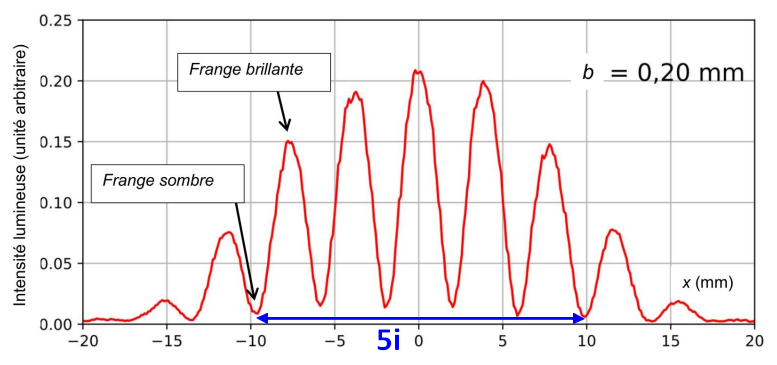 0.25
0.20
0.15
0.10
0.05
0.00
Intensité lumineuse (unité arbitraire)
Frange brillante
b = 0,20 mm
Frange sombre
x (mm)
−20 −15 −10 −5 0 5 10 15 20
5i